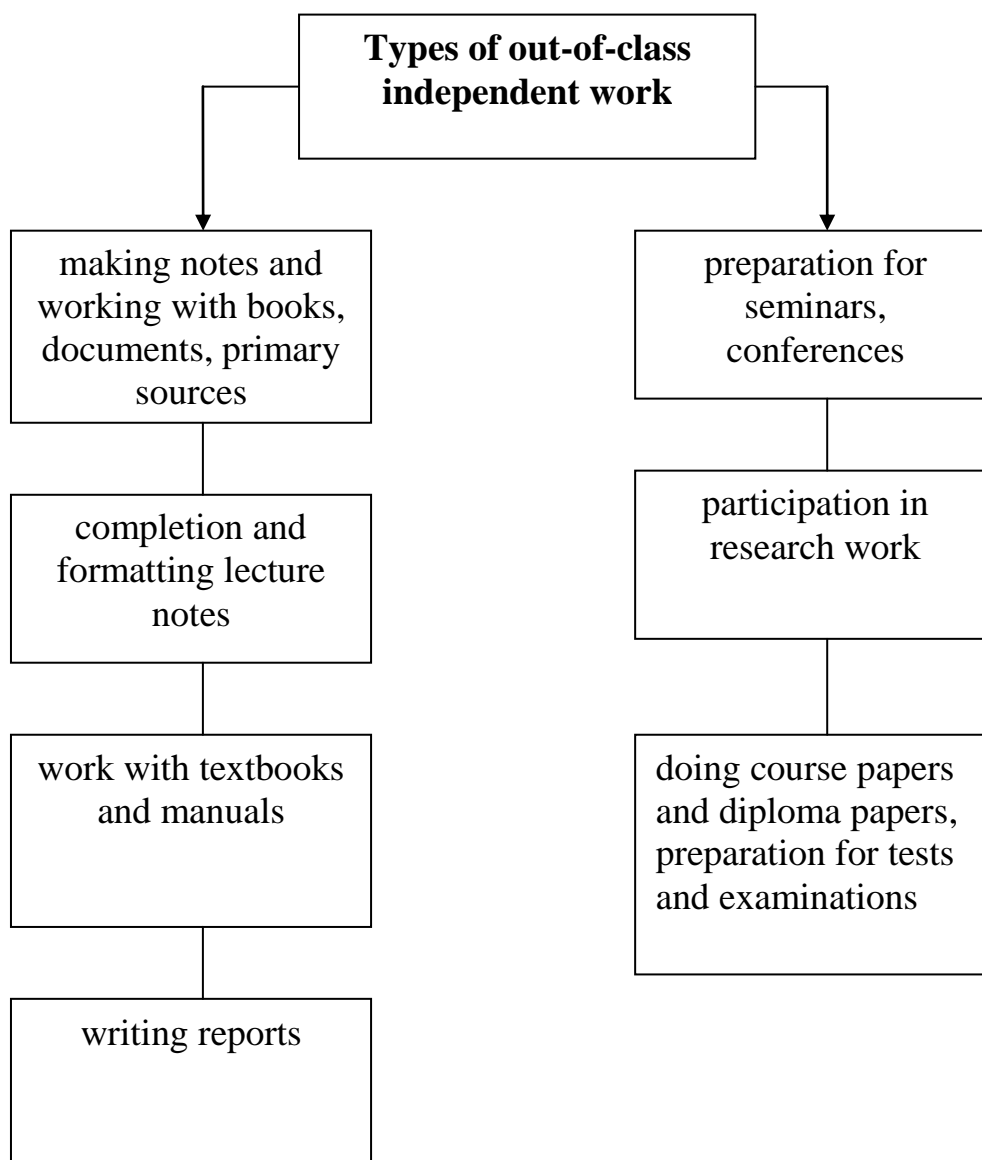 Types of out-of-class
independent work
making notes and
working with books,
documents, primary
sources
completion and
formatting lecture
notes
work with textbooks
and manuals
writing reports
preparation for
seminars,
conferences
participation in
research work
doing course papers
and diploma papers,
preparation for tests
and examinations